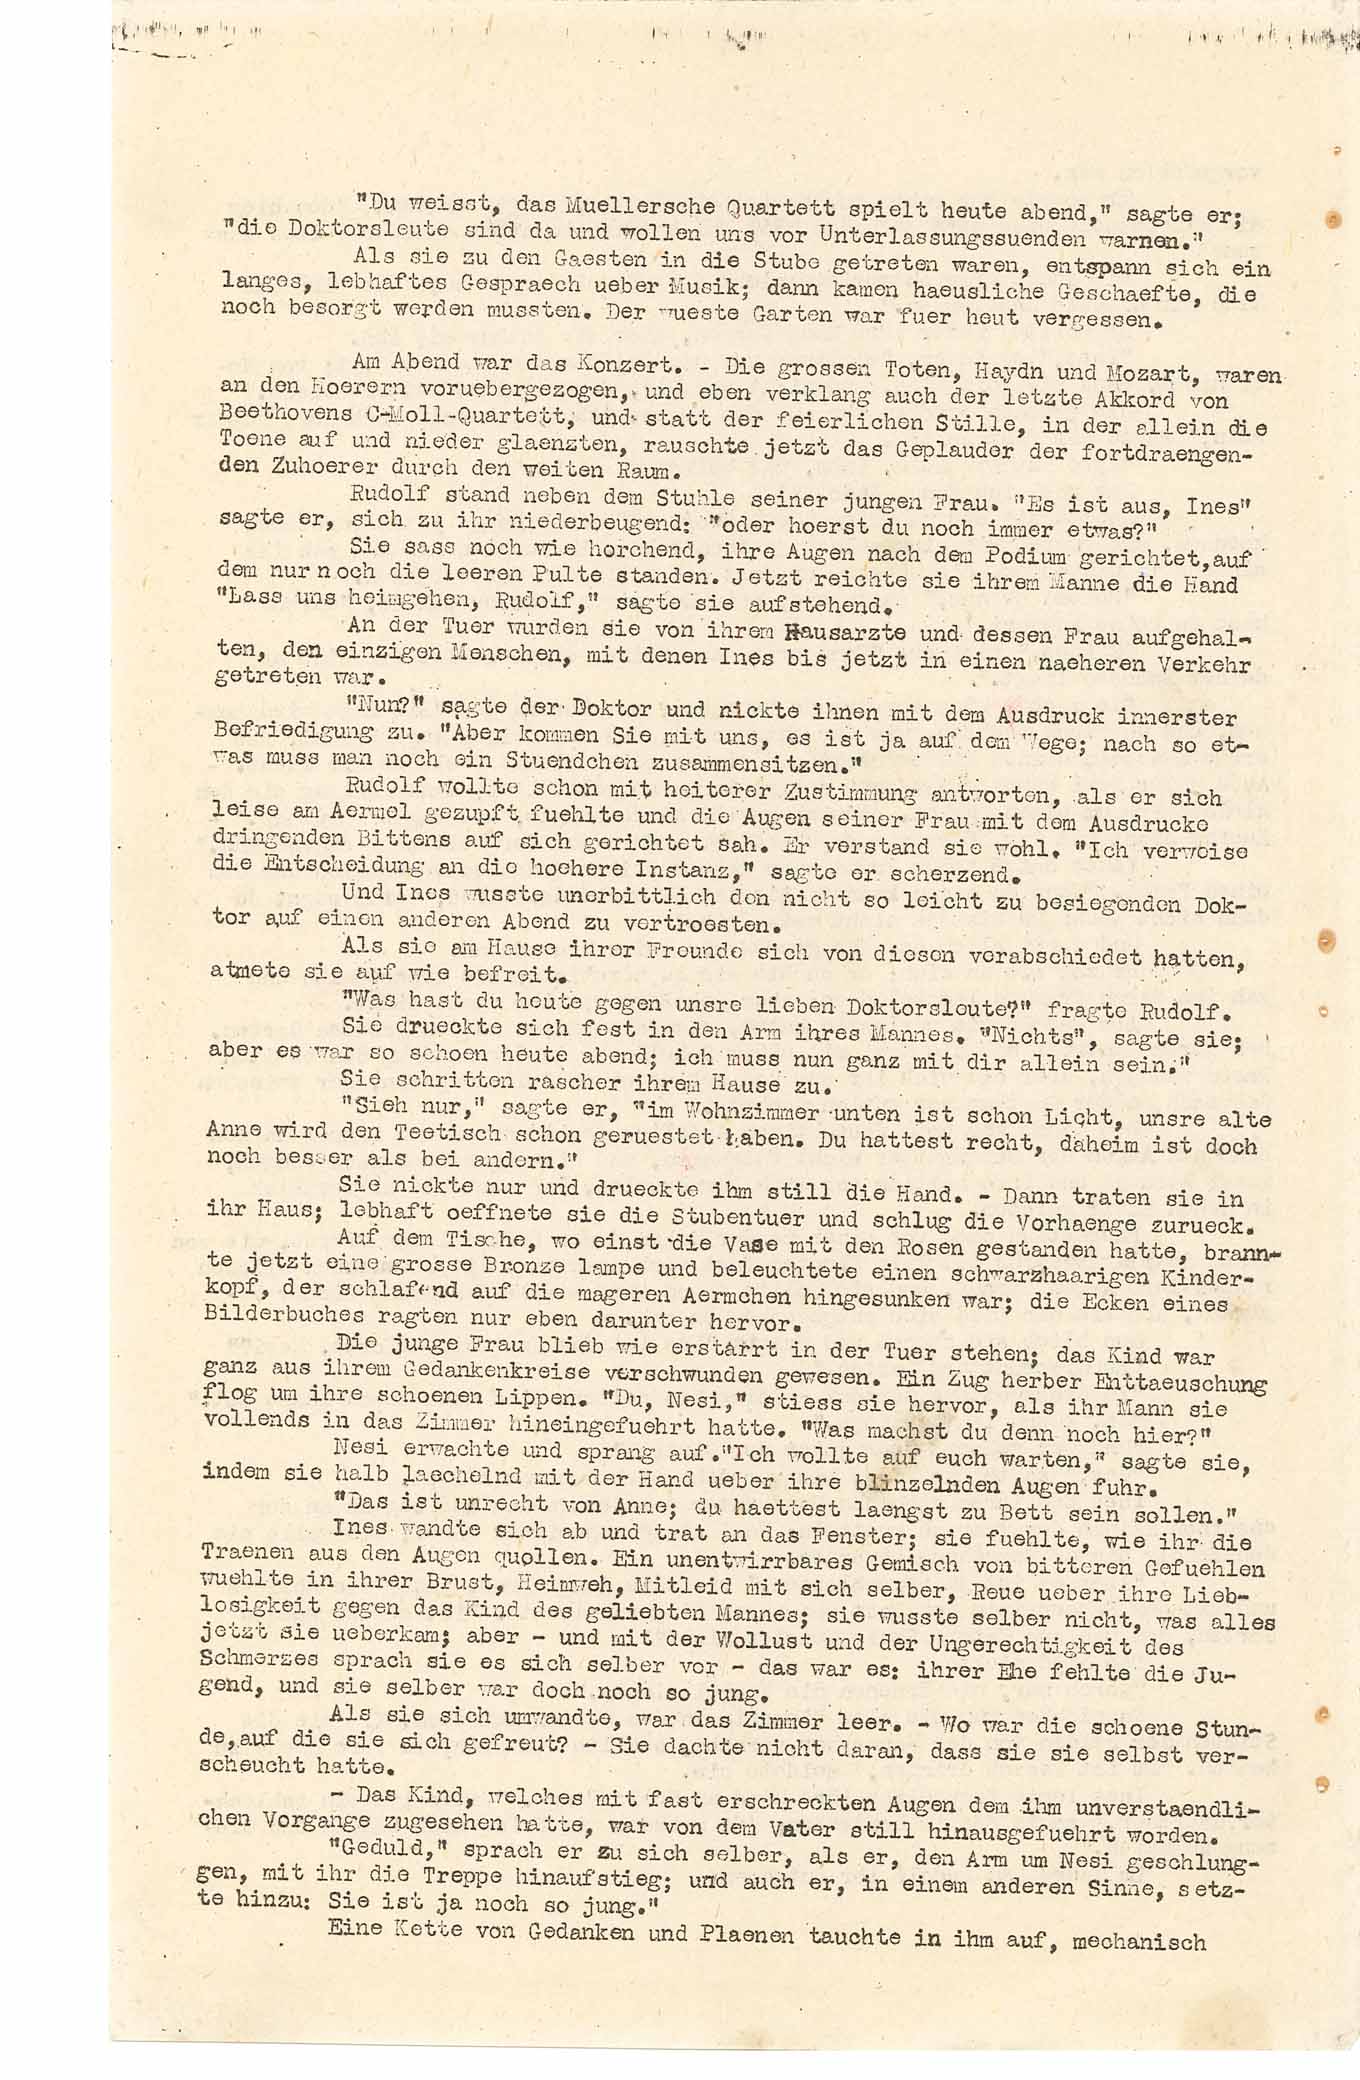 "Du weisst, das Muellersche Quartett spielt heute abend," sagte er;
"die Doktorsleute sind da und wollen uns vor Unterlassungssuenden warnen."
Als sie zu den Gaesten in die Stube getreten waren, entspann sich ein
langes, lebhaftes Gespraech ueber Musik; dann kamen haeusliche Geschaefte, die
noch besorgt werden mussten. Der wueste Garten war fuer heut vergessen.
Am Abend war das Konzert. - Die grossen Toten, Haydn und Mozart, waren
an den Hoerern voruebergezogen, und eben verklang auch der letzte Akkord von
Beethovens C-Moll-Quartett, und statt der feierlichen Stille, in der allein die
Toene auf und nieder glaenzten, rauschte jetzt das Geplauder der fortdraengen-
den Zuhoerer durch den weiten Raum.
Rudolf stand neben dem Stuhle seiner jungen Frau. "Es ist aus, Ines"
sagte er, sich zu ihr niederbeugend: "oder hoerst du noch immer etwas?"
Sie sass noch wie horchend, ihre Augen nach dem Podium gerichtet,auf
dem nur noch die leeren Pulte standen. Jetzt reichte sie ihrem Manne die Hand
"Lass uns heimgehen, Rudolf," sagte sie aufstehend.
An der Tuer wurden sie von ihrem Hausarzte und dessen Frau aufgehal-
ten, den einzigen Menschen, mit denen Ines bis jetzt in einen naeheren Verkehr
getreten war.
"Nun?" sagte der Doktor und nickte ihnen mit dem Ausdruck innerster
Befriedigung zu. "Aber kommen Sie mit uns, es ist ja auf dem Wege; nach so et-
was muss man noch ein Stuendchen zusammensitzen."
Rudolf wollte schon mit heiterer Zustimmung antworten, als er sich
leise am Aermel gezupft fuehlte und die Augen seiner Frau mit dem Ausdrucke
dringenden Bittens auf sich gerichtet sah. Er verstand sie wohl. "Ich verweise
die Entscheidung an die hoehere Instanz," sagte er scherzend.
Und Ines wusste unerbittlich den nicht so leicht zu besiegenden Dok-
tor auf einen anderen Abend zu vertroesten.
Als sie am Hause ihrer Freunde sich von diesen verabschiedet hatten,
atmete sie auf wie befreit.
"Was hast du heute gegen unsre lieben Doktorsleute?" fragte Rudolf.
Sie drueckte sich fest in den Arm ihres Mannes. "Nichts", sagte sie;
aber es war so schoen heute abend; ich muss nun ganz mit dir allein sein."
Sie schritten rascher ihrem Hause zu.
"Sieh nur," sagte er, "im Wohnzimmer unten ist schon Licht, unsre alte
Anne wird den Teetisch schon geruestet haben. Du hattest recht, daheim ist doch
noch besser als bei andern."
Sie nickte nur und drueckte ihm still die Hand. - Dann traten sie in
ihr Haus; lebhaft oeffnete sie die Stubentuer und schlug die Vorhaenge zurueck.
Auf dem Tische, wo einst die Vase mit den Rosen gestanden hatte, brann-
te jetzt eine grosse Bronze lampe und beleuchtete einen schwarzhaarigen Kinder-
kopf, der schlafend auf die mageren Aermchen hingesunken war; die Ecken eines
Bilderbuches ragten nur eben darunter hervor.
Die junge Frau blieb wie erstarrt in der Tuer stehen; das Kind war
ganz aus ihrem Gedankenkreise verschwunden gewesen. Ein Zug herber Enttaeuschung
flog um ihre schoenen Lippen. "Du, Nesi," stiess sie hervor, als ihr Mann sie
vollends in das Zimmer hineingefuehrt hatte. "Was machst du denn noch hier?"
Nesi erwachte und sprang auf."Ich wollte auf euch warten," sagte sie,
indem sie halb laechelnd mit der Hand ueber ihre blinzelnden Augen fuhr.
"Das ist unrecht von Anne; du haettest laengst zu Bett sein sollen."
Ines wandte sich ab und trat an das Fenster; sie fuehlte, wie ihr die
Traenen aus den Augen quollen. Ein unentwirrbares Gemisch von bitteren Gefuehlen
wuehlte in ihrer Brust, Heimweh, Mitleid mit sich selber, Reue ueber ihre Lieb-
losigkeit gegen das Kind des geliebten Mannes; sie wusste selber nicht, was alles
jetzt sie ueberkam; aber - und mit der Wollust und der Ungerechtigkeit des
Schmerzes sprach sie es sich selber vor - das war es: ihrer Ehe fehlte die Ju-
gend, und sie selber war doch noch so jung.
Als sie sich umwandte, war das Zimmer leer. - Wo war die schoene Stun-
de, auf die sie sich gefreut? - Sie dachte nicht daran, dass sie sie selbst ver-
scheucht hatte.
- Das Kind, welches mit fast erschreckten Augen dem ihm unverstaendli-
chen Vorgange zugesehen hatte, war von dem Vater still hinausgefuehrt worden.
"Geduld," sprach er zu sich selber, als er, den Arm um Nesi geschlung-
gen, mit ihr die Treppe hinaufstieg; und auch er, in einem anderen Sinne, setz-
te hinzu: Sie ist ja noch so jung."
Eine Kette von Gedanken und Plaenen tauchte in ihm auf, mechanisch